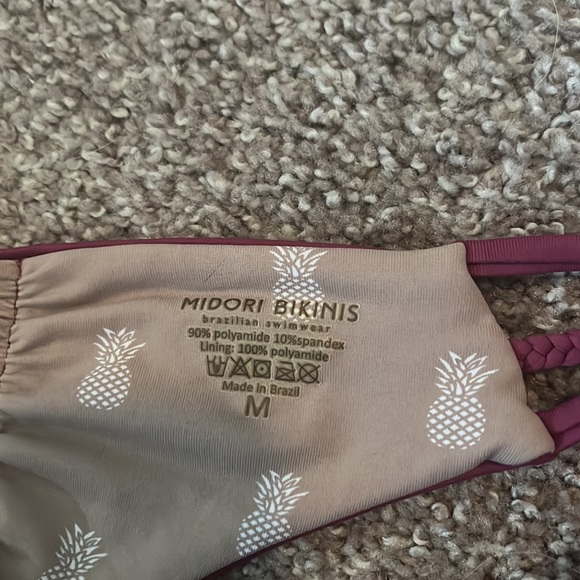 MIDORI BIKINIS
brazilian swimwear
90% polyamide 10%spandex
Lining: 100% polyamide
Made in Brazil
M